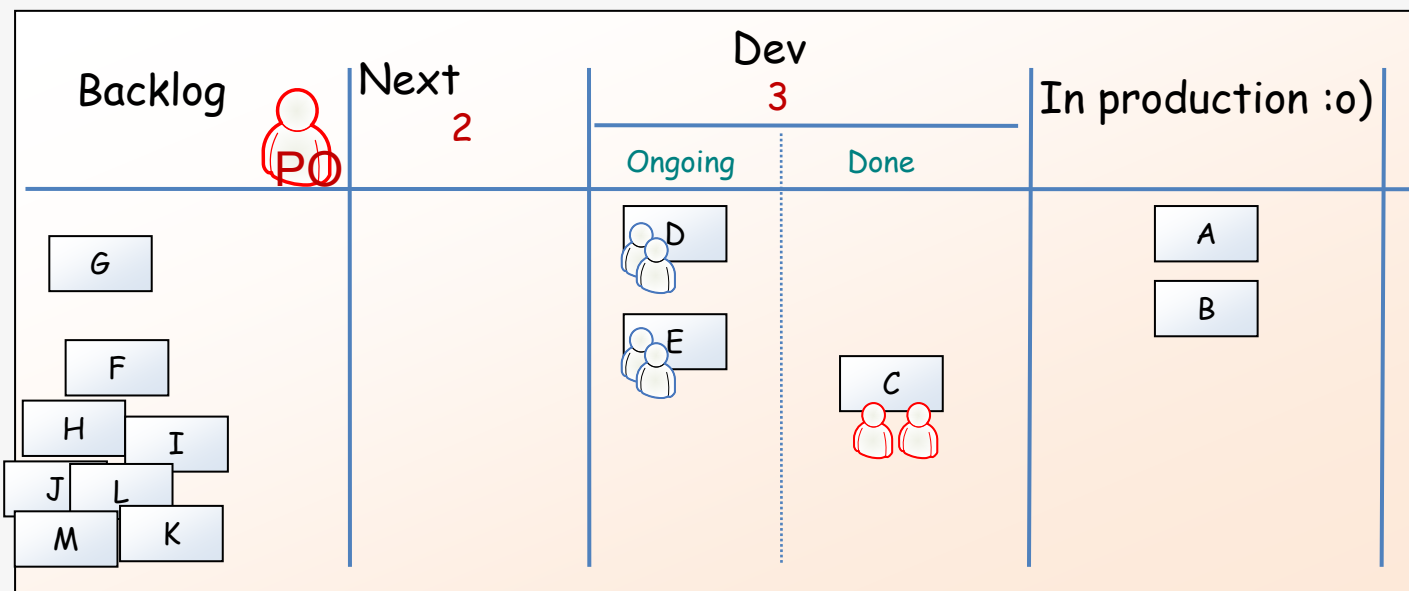 Backlog
PO
Next
2
Dev
3
Ongoing
Done
In production :o)
G
F
H
I
J
L
M
K
D
E
C
A
B